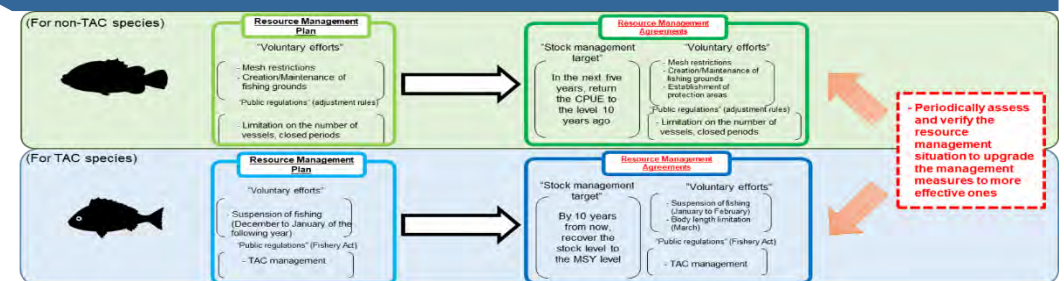 (For non-TAC species)
Resource Management
Plan
"Voluntary efforts"
- Mesh restrictions
- Creation/Maintenance of
fishing grounds
"Public regulations" (adjustment rules)
- Limitation on the number of
vessels, closed periods
Resource Management
Agreements
"Stock management
target"
In the next five
years, return
the CPUE to
the level 10
years ago
"Voluntary efforts"
- Mesh restrictions
- Creation/Maintenance of
fishing grounds
- Establishment of
protection areas
"Public regulations" (adjustment rules)
- Limitation on the number of
vessels, closed periods
- Periodically assess
and verify the
resource
management
situation to upgrade
the management
measures to more
effective ones
(For TAC species)
Resource Management
Plan
"Voluntary efforts"
- Suspension of fishing
(December to January of the
following year)
"Public regulations" (Fishery Act)
- TAC management
Resource Management
Agreements
"Stock management
target"
By 10 years
from now,
recover the
stock level to
the MSY level
"Voluntary efforts"
- Suspension of fishing
(January to February)
- Body length limitation
(March)
"Public regulations" (Fishery Act)
- TAC management